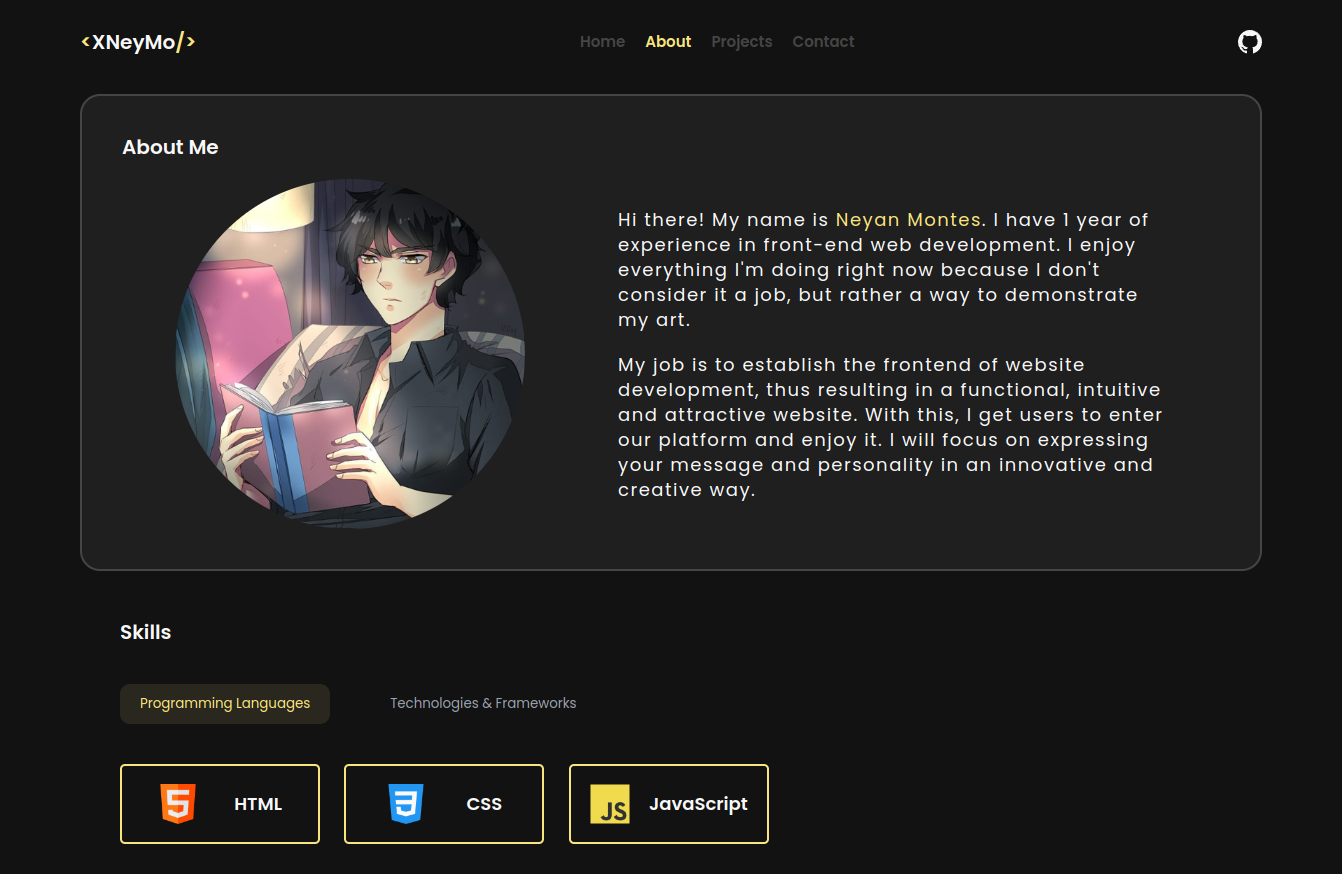 <XNeyMo/>
Home About Projects Contact
About Me
Hi there! My name is Neyan Montes. I have 1 year of
experience in front-end web development. I enjoy
everything I'm doing right now because I don't
consider it a job, but rather a way to demonstrate
my art.
My job is to establish the frontend of website
development, thus resulting in a functional, intuitive
and attractive website. With this, I get users to enter
our platform and enjoy it. I will focus on expressing
your message and personality in an innovative and
creative way.
Skills
Programming Languages
Technologies & Frameworks
HTML
CSS
JS JavaScript